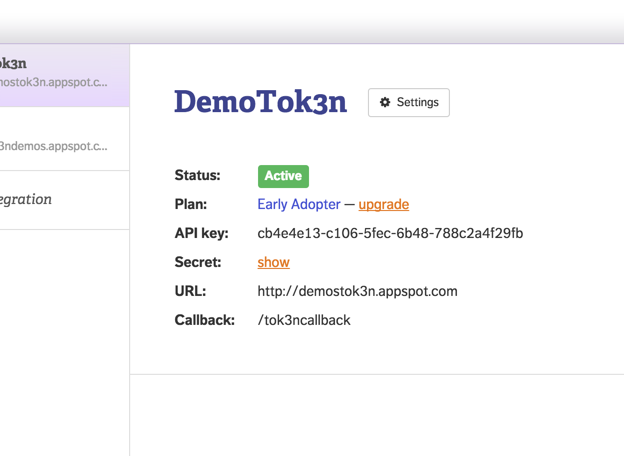 ok3n
nostok3n.appspot.c...
3ndemos.appspot.c...
egration
DemoTok3n
Settings
Status: Active
Plan: Early Adopter — upgrade
API key: cb4e4e13-c106-5fec-6b48-788c2a4f29fb
Secret: show
URL: http://demostok3n.appspot.com
Callback: /tok3ncallback